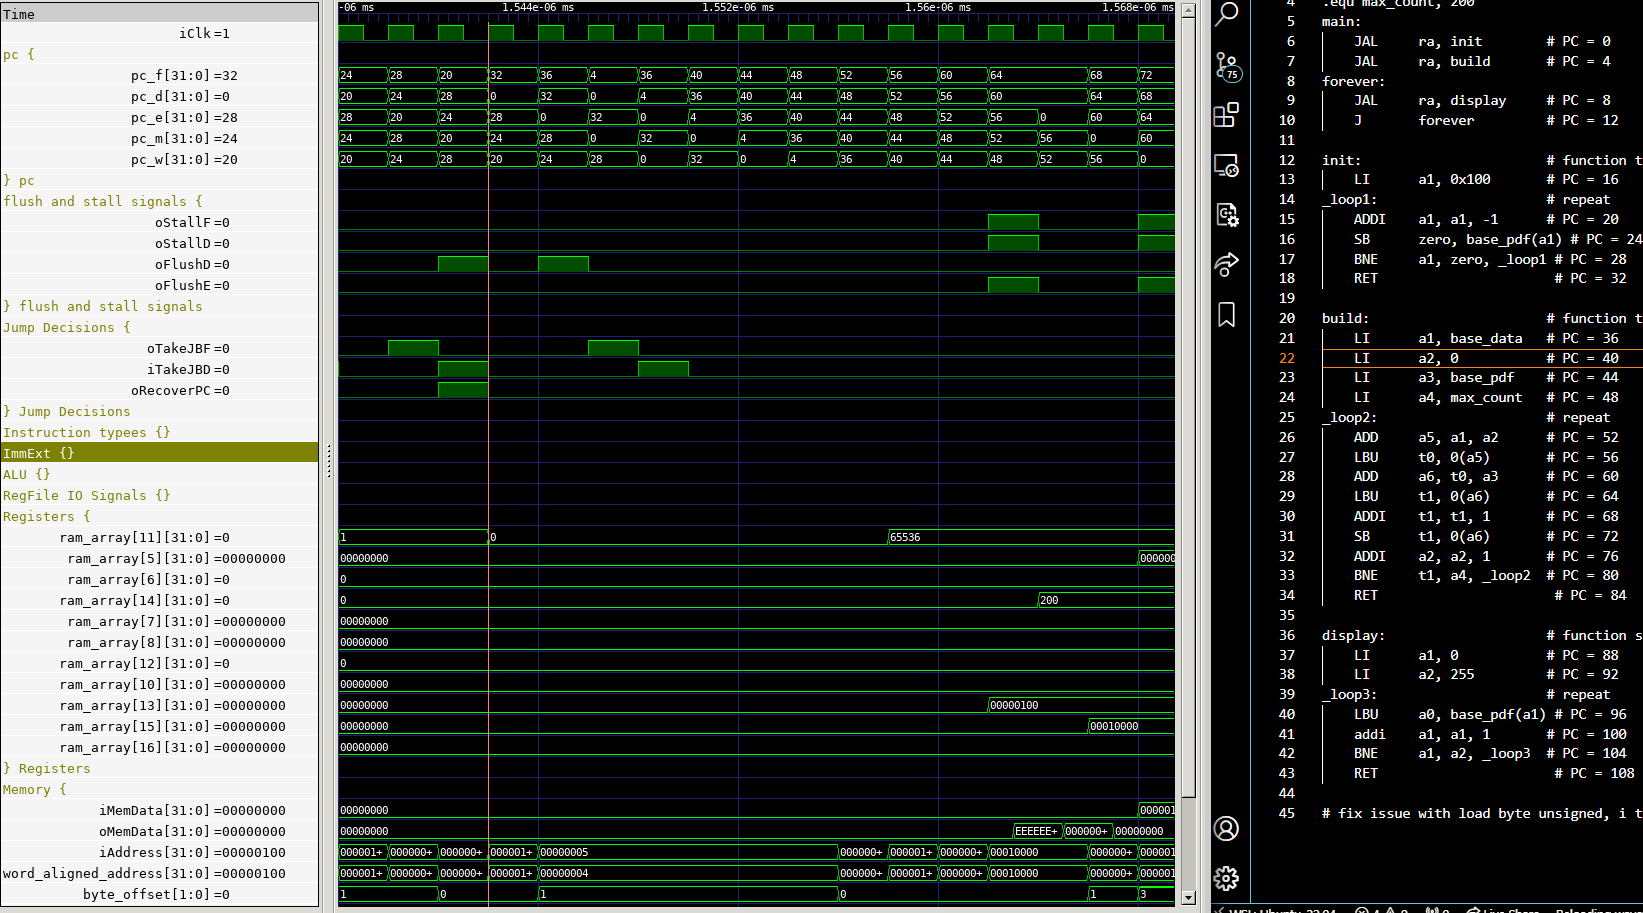 Time
iClk =1
pc {
pc_f[31:0] =32
pc_d[31:0] =0
pc_e[31:0] =28
pc_m[31:0] =24
pc_w[31:0] =20
} pc
flush and stall signals {
oStallF =0
oStallD =0
oFlushD =0
oFlushE =0
} flush and stall signals
Jump Decisions {
oTakeJBF =0
iTakeJBD =0
oRecoverPC =0
} Jump Decisions
Instruction typees {}
ImmExt {}
ALU {}
RegFile IO Signals {}
Registers {
ram_array[11][31:0] =0
ram_array[5][31:0] =00000000
ram_array[6][31:0] =0
ram_array[14][31:0] =0
ram_array[7][31:0] =00000000
ram_array[8][31:0] =00000000
ram_array[12][31:0] =0
ram_array[10][31:0] =00000000
ram_array[13][31:0] =00000000
ram_array[15][31:0] =00000000
ram_array[16][31:0] =00000000
} Registers
Memory {
iMemData[31:0] =00000000
oMemData[31:0] =00000000
iAddress[31:0] =00000100
word_aligned_address[31:0] =00000100
byte_offset[1:0] =0
-06 ms 1.544e-06 ms 1.552e-06 ms 1.56e-06 ms 1.568e-06 ms
24 28 20 32 36 4 36 40 44 48 52 56 60 64 68 72
20 24 28 0 32 0 4 36 40 44 48 52 56 60 64 68
28 20 24 28 0 32 0 4 36 40 44 48 52 56 0 60 64
24 28 20 24 28 0 32 0 4 36 40 44 48 52 56 0 60
20 24 28 20 24 28 0 32 0 4 36 40 44 48 52 56 0
1 0 65536
00000000 000000
0
0 200
00000000
00000000
0
00000000
00000000 00000100
00000000 00010000
00000000
00000000 000001
00000000 EEEEEE+ 000000+ 00000000
000001+ 000000+ 000000+ 000001+ 00000005 000000+ 000001+ 000000+ 00010000 000000+ 000001
000001+ 000000+ 000000+ 000001+ 00000004 000000+ 000001+ 000000+ 00010000 000000+ 000001
1 0 1 0 1 3
75
4 .equ max_count, 200
5 main:
6 JAL ra, init # PC = 0
7 JAL ra, build # PC = 4
8 forever:
9 JAL ra, display # PC = 8
10 J forever # PC = 12
11
12 init: # function t
13 LI a1, 0x100 # PC = 16
14 _loop1: # repeat
15 ADDI a1, a1, -1 # PC = 20
16 SB zero, base_pdf(a1) # PC = 24
17 BNE a1, zero, _loop1 # PC = 28
18 RET # PC = 32
19
20 build: # function t
21 LI a1, base_data # PC = 36
22 LI a2, 0 # PC = 40
23 LI a3, base_pdf # PC = 44
24 LI a4, max_count # PC = 48
25 _loop2: # repeat
26 ADD a5, a1, a2 # PC = 52
27 LBU t0, 0(a5) # PC = 56
28 ADD a6, t0, a3 # PC = 60
29 LBU t1, 0(a6) # PC = 64
30 ADDI t1, t1, 1 # PC = 68
31 SB t1, 0(a6) # PC = 72
32 ADDI a2, a2, 1 # PC = 76
33 BNE t1, a4, _loop2 # PC = 80
34 RET # PC = 84
35
36 display: # function s
37 LI a1, 0 # PC = 88
38 LI a2, 255 # PC = 92
39 _loop3: # repeat
40 LBU a0, base_pdf(a1) # PC = 96
41 addi a1, a1, 1 # PC = 100
42 BNE a1, a2, _loop3 # PC = 104
43 RET # PC = 108
44
45 # fix issue with load byte unsigned, i t